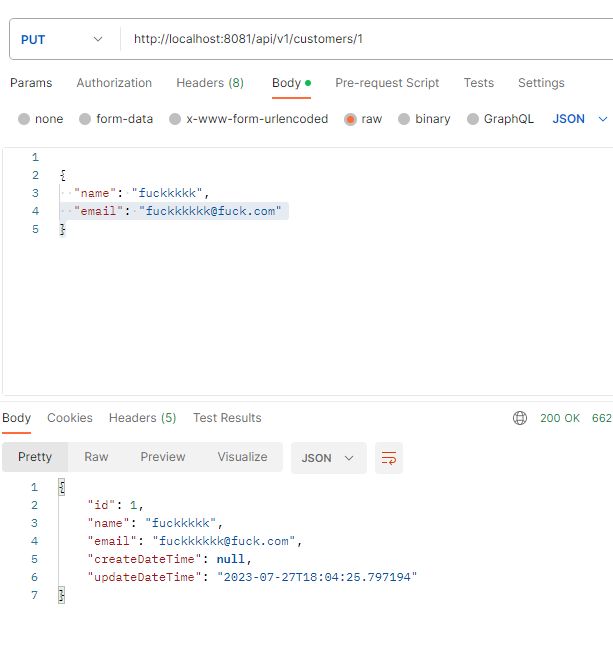 PUT http://localhost:8081/api/v1/customers/1
Params Authorization Headers (8) Body Pre-request Script Tests Settings
none form-data x-www-form-urlencoded raw binary GraphQL JSON
1
2 {
3 "name": "fuckkkkk",
4 "email": "fuckkkkkk@fuck.com"
5 }
Body Cookies Headers (5) Test Results 200 OK 662
Pretty Raw Preview Visualize JSON
1 {
2 "id": 1,
3 "name": "fuckkkkk",
4 "email": "fuckkkkkk@fuck.com",
5 "createDateTime": null,
6 "updateDateTime": "2023-07-27T18:04:25.797194"
7 }